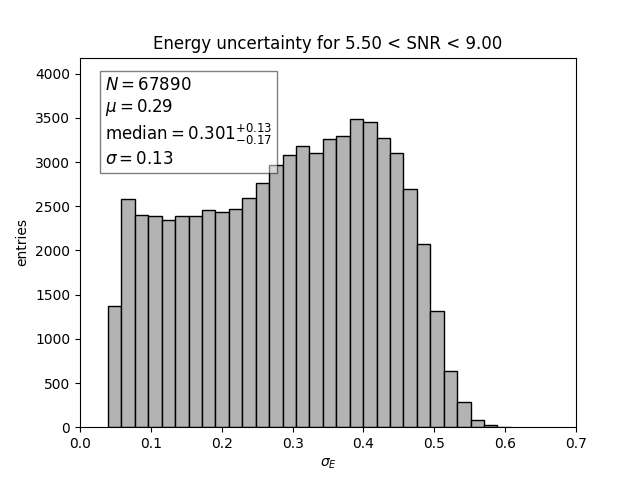 Energy uncertainty for 5.50 < SNR < 9.00
N = 67890
μ = 0.29
median = 0.301^{+0.13}_{-0.17}
σ = 0.13
4000
3500
3000
2500
2000
1500
1000
500
0
entries
0.0 0.1 0.2 0.3 0.4 0.5 0.6 0.7
σ_E